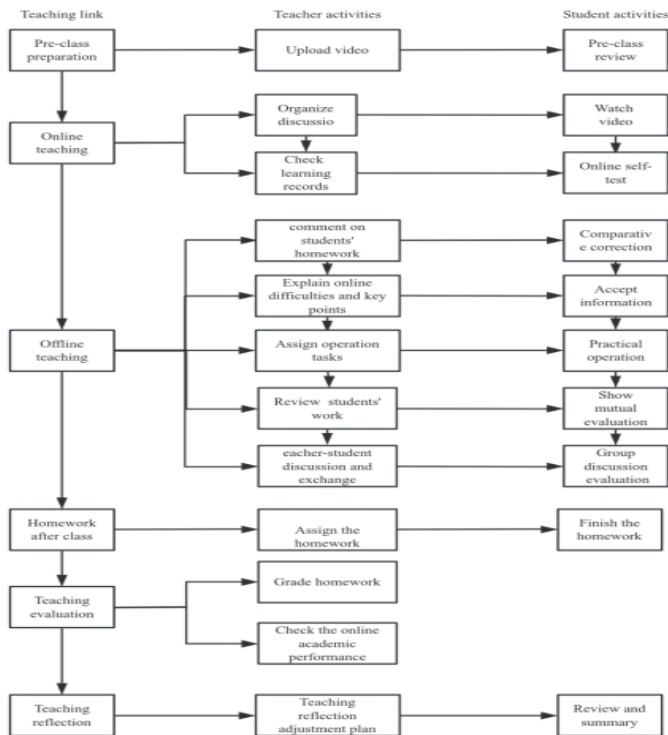 Teaching link
Teacher activities
Student activities
Pre-class
preparation
Upload video
Pre-class
review
Online
teaching
Organize
discussio
Watch
video
Check
learning
records
Online self-
test
Offline
teaching
comment on
students'
homework
Comparativ
e correction
Explain online
difficulties and key
points
Accept
information
Assign operation
tasks
Practical
operation
Review students'
work
Show
mutual
evaluation
eacher-student
discussion and
exchange
Group
discussion
evaluation
Homework
after class
Assign the
homework
Finish the
homework
Teaching
evaluation
Grade homework
Check the online
academic
performance
Teaching
reflection
Teaching
reflection
adjustment plan
Review and
summary